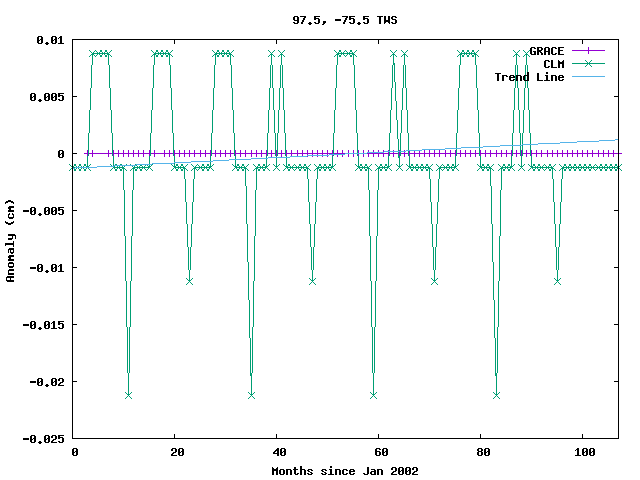 97.5, -75.5 TWS
GRACE
CLM
Trend Line
0.01
0.005
0
-0.005
-0.01
-0.015
-0.02
-0.025
Anomaly (cm)
0 20 40 60 80 100
Months since Jan 2002